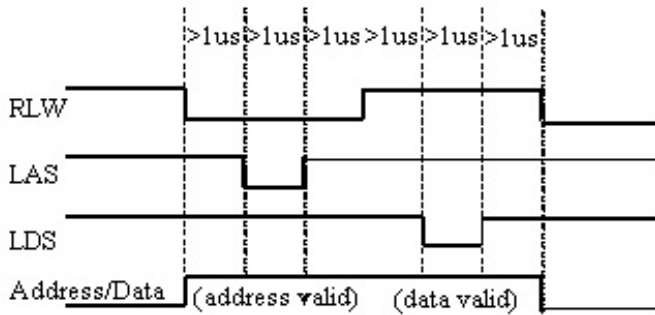 >1us >1us >1us >1us >1us >1us
RLW
LAS
LDS
Address/Data (address valid) (data valid)